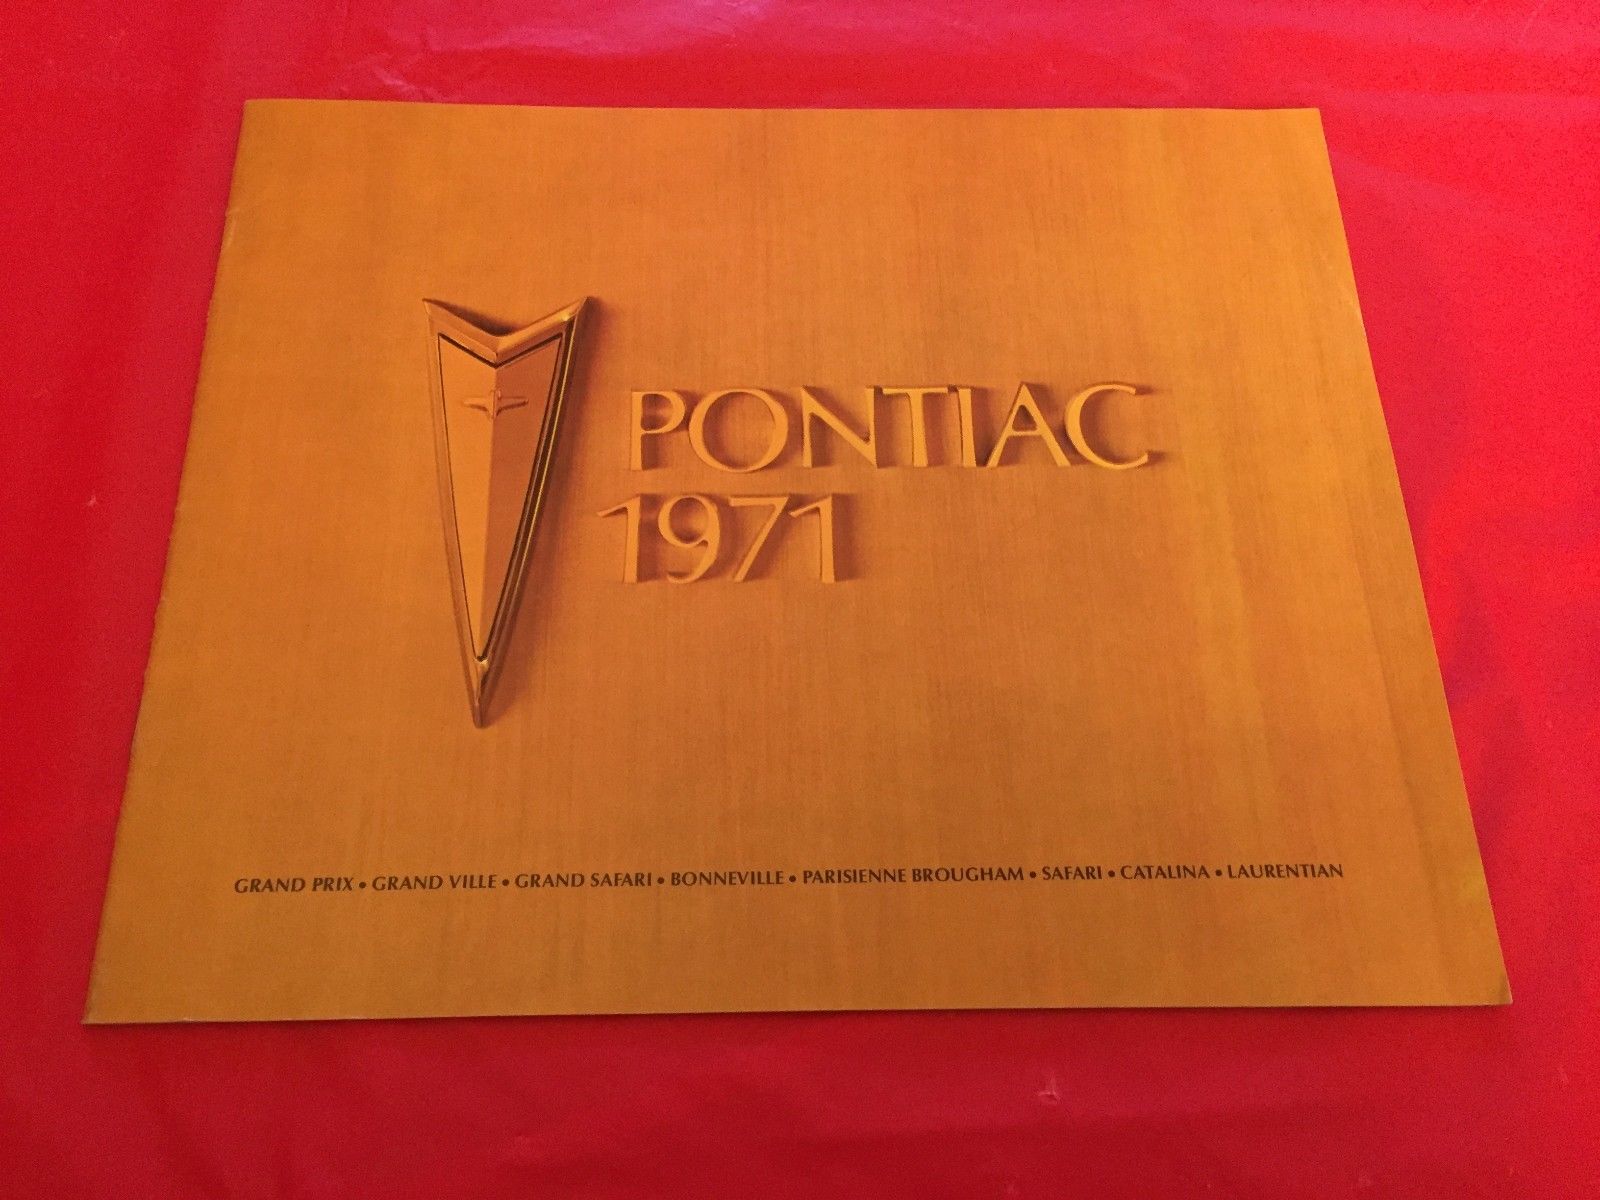 PONTIAC
1971
GRAND PRIX • GRAND VILLE • GRAND SAFARI • BONNEVILLE • PARISIENNE BROUGHAM • SAFARI • CATALINA • LAURENTIAN